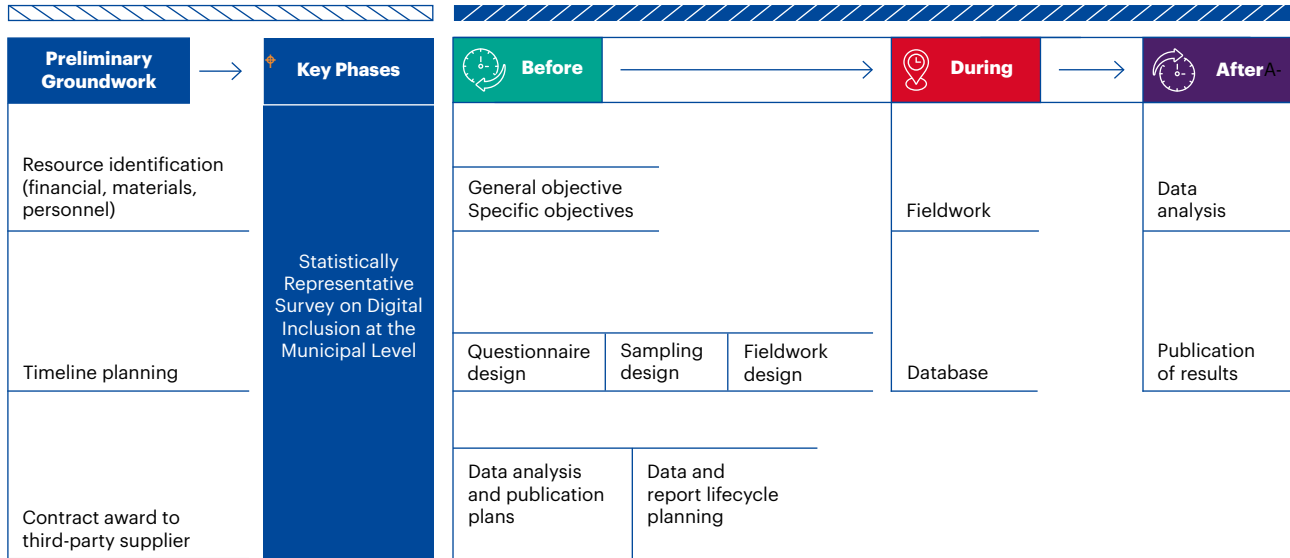 Preliminary
Groundwork
Key Phases
Before
During
AfterA-
Resource identification
(financial, materials,
personnel)
Timeline planning
Contract award to
third-party supplier
Statistically
Representative
Survey on Digital
Inclusion at the
Municipal Level
General objective
Specific objectives
Questionnaire
design
Sampling
design
Fieldwork
design
Data analysis
and publication
plans
Data and
report lifecycle
planning
Fieldwork
Database
Data
analysis
Publication
of results